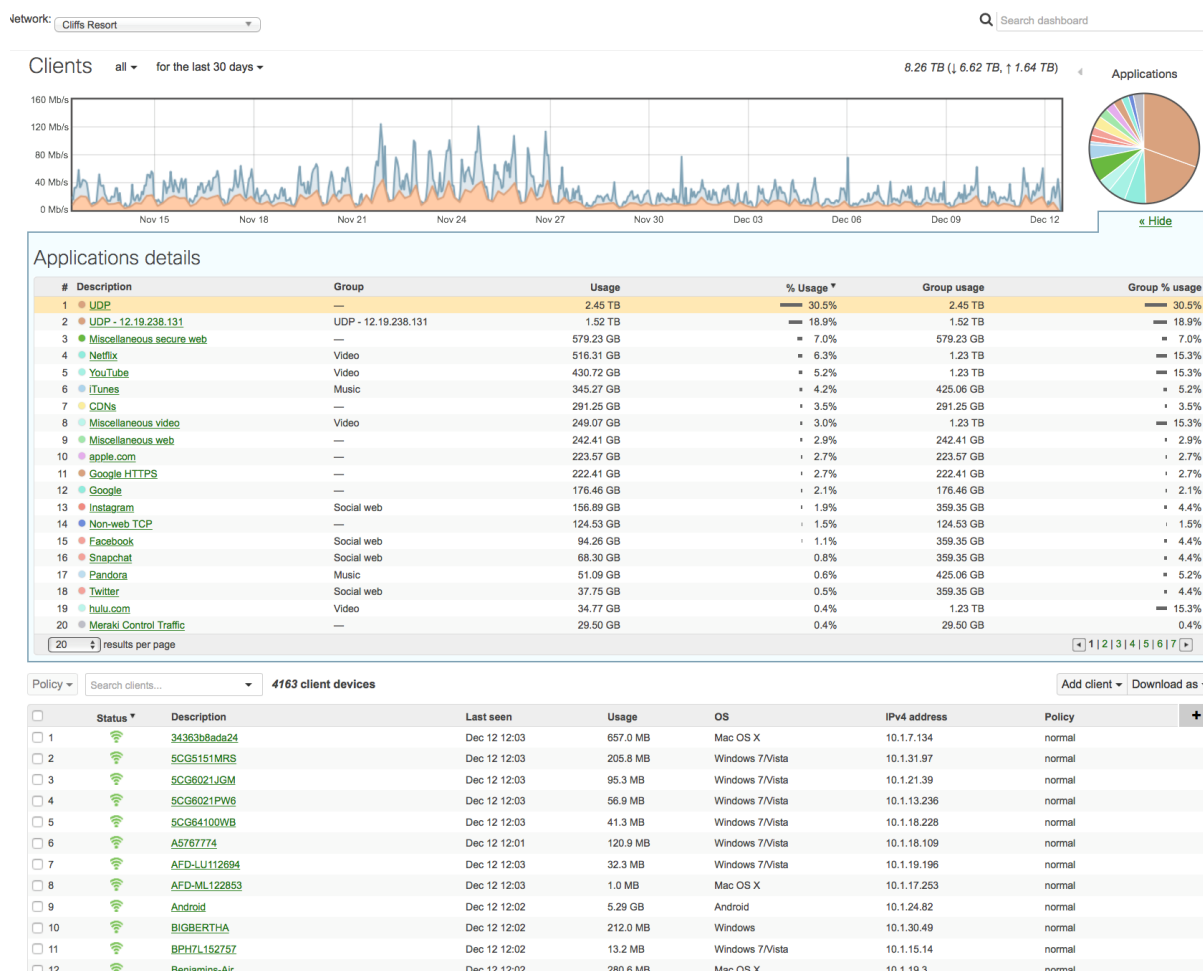 Network: Cliffs Resort Search dashboard
Clients all for the last 30 days 8.26 TB (↓ 6.62 TB, ↑ 1.64 TB) Applications
160 Mb/s
120 Mb/s
80 Mb/s
40 Mb/s
0 Mb/s
Nov 15 Nov 18 Nov 21 Nov 24 Nov 27 Nov 30 Dec 03 Dec 06 Dec 09 Dec 12
« Hide
Applications details
# Description Group Usage % Usage ▼ Group usage Group % usage
1 UDP — 2.45 TB 30.5% 2.45 TB 30.5%
2 UDP - 12.19.238.131 UDP - 12.19.238.131 1.52 TB 18.9% 1.52 TB 18.9%
3 Miscellaneous secure web — 579.23 GB 7.0% 579.23 GB 7.0%
4 Netflix Video 516.31 GB 6.3% 1.23 TB 15.3%
5 YouTube Video 430.72 GB 5.2% 1.23 TB 15.3%
6 iTunes Music 345.27 GB 4.2% 425.06 GB 5.2%
7 CDNs — 291.25 GB 3.5% 291.25 GB 3.5%
8 Miscellaneous video Video 249.07 GB 3.0% 1.23 TB 15.3%
9 Miscellaneous web — 242.41 GB 2.9% 242.41 GB 2.9%
10 apple.com — 223.57 GB 2.7% 223.57 GB 2.7%
11 Google HTTPS — 222.41 GB 2.7% 222.41 GB 2.7%
12 Google — 176.46 GB 2.1% 176.46 GB 2.1%
13 Instagram Social web 156.89 GB 1.9% 359.35 GB 4.4%
14 Non-web TCP — 124.53 GB 1.5% 124.53 GB 1.5%
15 Facebook Social web 94.26 GB 1.1% 359.35 GB 4.4%
16 Snapchat Social web 68.30 GB 0.8% 359.35 GB 4.4%
17 Pandora Music 51.09 GB 0.6% 425.06 GB 5.2%
18 Twitter Social web 37.75 GB 0.5% 359.35 GB 4.4%
19 hulu.com Video 34.77 GB 0.4% 1.23 TB 15.3%
20 Meraki Control Traffic — 29.50 GB 0.4% 29.50 GB 0.4%
20 results per page 1 | 2 | 3 | 4 | 5 | 6 | 7
Policy Search clients... 4163 client devices Add client Download as
Status ▼ Description Last seen Usage OS IPv4 address Policy +
1 34363b8ada24 Dec 12 12:03 657.0 MB Mac OS X 10.1.7.134 normal
2 5CG5151MRS Dec 12 12:03 205.8 MB Windows 7/Vista 10.1.31.97 normal
3 5CG6021JGM Dec 12 12:03 95.3 MB Windows 7/Vista 10.1.21.39 normal
4 5CG6021PW6 Dec 12 12:03 56.9 MB Windows 7/Vista 10.1.13.236 normal
5 5CG64100WB Dec 12 12:03 41.3 MB Windows 7/Vista 10.1.18.228 normal
6 A5767774 Dec 12 12:01 120.9 MB Windows 7/Vista 10.1.18.109 normal
7 AFD-LU112694 Dec 12 12:03 32.3 MB Windows 7/Vista 10.1.19.196 normal
8 AFD-ML122853 Dec 12 12:03 1.0 MB Mac OS X 10.1.17.253 normal
9 Android Dec 12 12:02 5.29 GB Android 10.1.24.82 normal
10 BIGBERTHA Dec 12 12:02 212.0 MB Windows 10.1.30.49 normal
11 BPH7L152757 Dec 12 12:02 13.2 MB Windows 7/Vista 10.1.15.14 normal
12 Benjamins-Air Dec 12 12:02 280.6 MB Mac OS X 10.1.19.3 normal